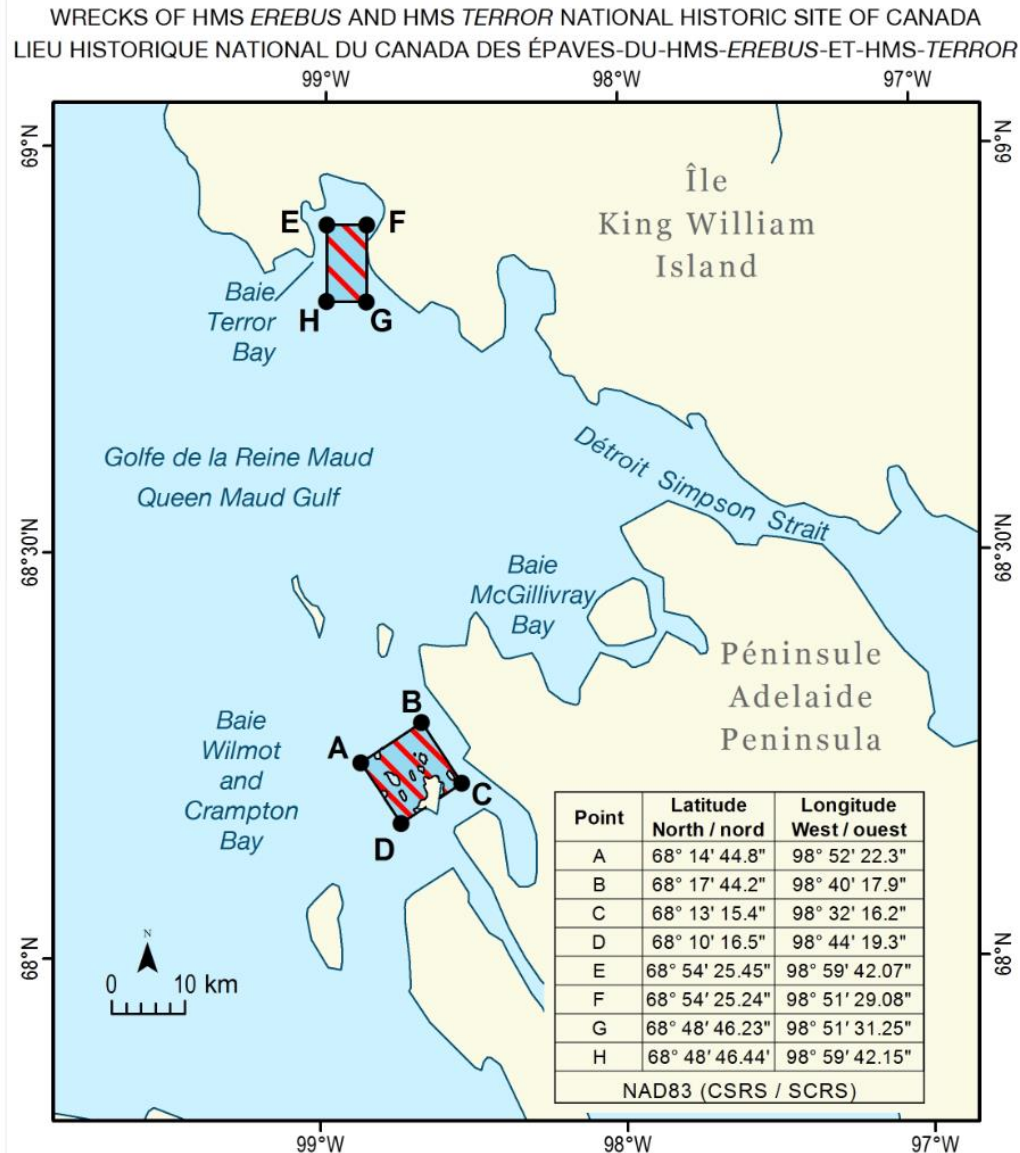 WRECKS OF HMS EREBUS AND HMS TERROR NATIONAL HISTORIC SITE OF CANADA
LIEU HISTORIQUE NATIONAL DU CANADA DES ÉPAVES-DU-HMS-EREBUS-ET-HMS-TERROR
99°W 98°W 97°W
69°N 69°N
Île
King William
Island
E F
H G
Baie
Terror
Bay
Golfe de la Reine Maud
Queen Maud Gulf
Détroit Simpson Strait
68°30'N 68°30'N
Baie
McGillivray
Bay
Péninsule
Adelaide
Peninsula
Baie
Wilmot
and
Crampton
Bay
B
A
C
D
68°N 68°N
N
0 10 km
Point Latitude North / nord Longitude West / ouest
A 68° 14' 44.8" 98° 52' 22.3"
B 68° 17' 44.2" 98° 40' 17.9"
C 68° 13' 15.4" 98° 32' 16.2"
D 68° 10' 16.5" 98° 44' 19.3"
E 68° 54' 25.45" 98° 59' 42.07"
F 68° 54′ 25.24" 98° 51′ 29.08"
G 68° 48′ 46.23" 98° 51′ 31.25"
H 68° 48′ 46.44' 98° 59′ 42.15"
NAD83 (CSRS / SCRS)
99°W 98°W 97°W